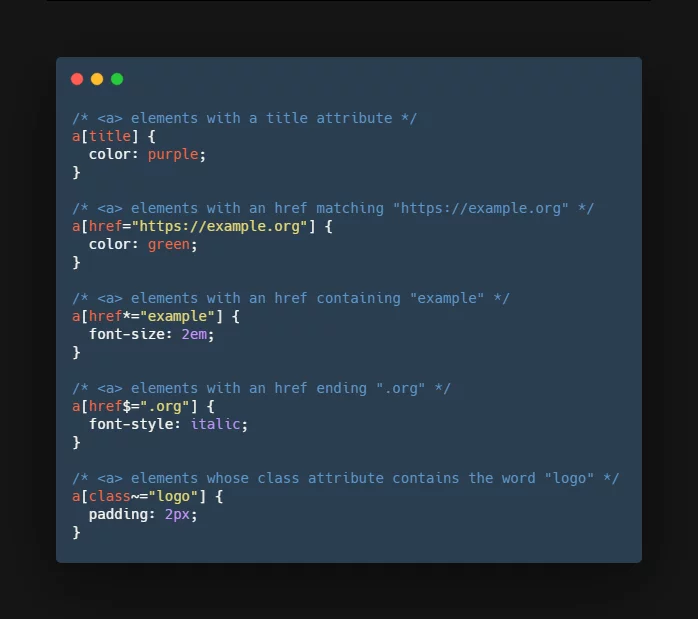 /* <a> elements with a title attribute */
a[title] {
  color: purple;
}

/* <a> elements with an href matching "https://example.org" */
a[href="https://example.org"] {
  color: green;
}

/* <a> elements with an href containing "example" */
a[href*="example"] {
  font-size: 2em;
}

/* <a> elements with an href ending ".org" */
a[href$=".org"] {
  font-style: italic;
}

/* <a> elements whose class attribute contains the word "logo" */
a[class~="logo"] {
  padding: 2px;
}